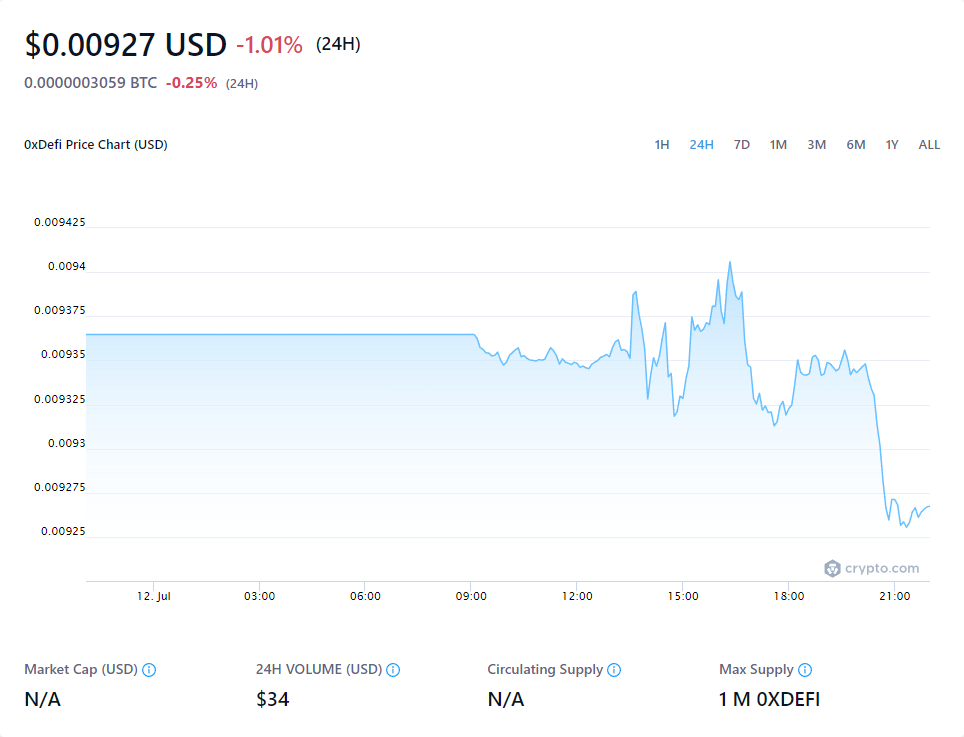 $0.00927 USD -1.01% (24H)
0.0000003059 BTC -0.25% (24H)
0xDefi Price Chart (USD) 1H 24H 7D 1M 3M 6M 1Y ALL
0.009425
0.0094
0.009375
0.00935
0.009325
0.0093
0.009275
0.00925
crypto.com
12. Jul 03:00 06:00 09:00 12:00 15:00 18:00 21:00
Market Cap (USD) 24H VOLUME (USD) Circulating Supply Max Supply
N/A $34 N/A 1 M 0XDEFI